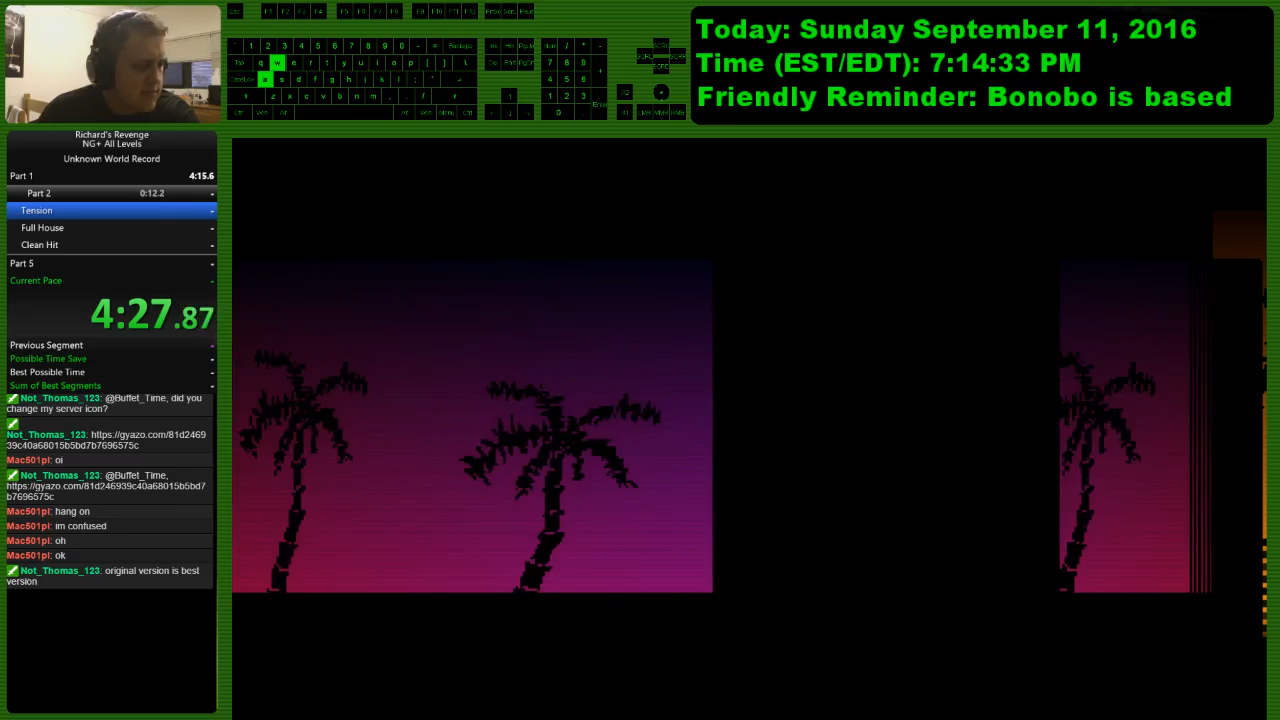 Today: Sunday September 11, 2016
Time (EST/EDT): 7:14:33 PM
Friendly Reminder: Bonobo is based
Richard's Revenge
NG+ All Levels
Unknown World Record
Part 1 4:15.6
Part 2 0:12.2 -
Tension -
Full House -
Clean Hit -
Part 5 -
Current Pace -
4:27.87
Previous Segment -
Possible Time Save -
Best Possible Time -
Sum of Best Segments -
Not_Thomas_123: @Buffet_Time, did you
change my server icon?
Not_Thomas_123: https://gyazo.com/81d2469
39c40a68015b5bd7b7696575c
Mac501pl: oi
Not_Thomas_123: @Buffet_Time,
https://gyazo.com/81d246939c40a68015b5bd7
b7696575c
Mac501pl: hang on
Mac501pl: im confused
Mac501pl: oh
Mac501pl: ok
Not_Thomas_123: original version is best
version